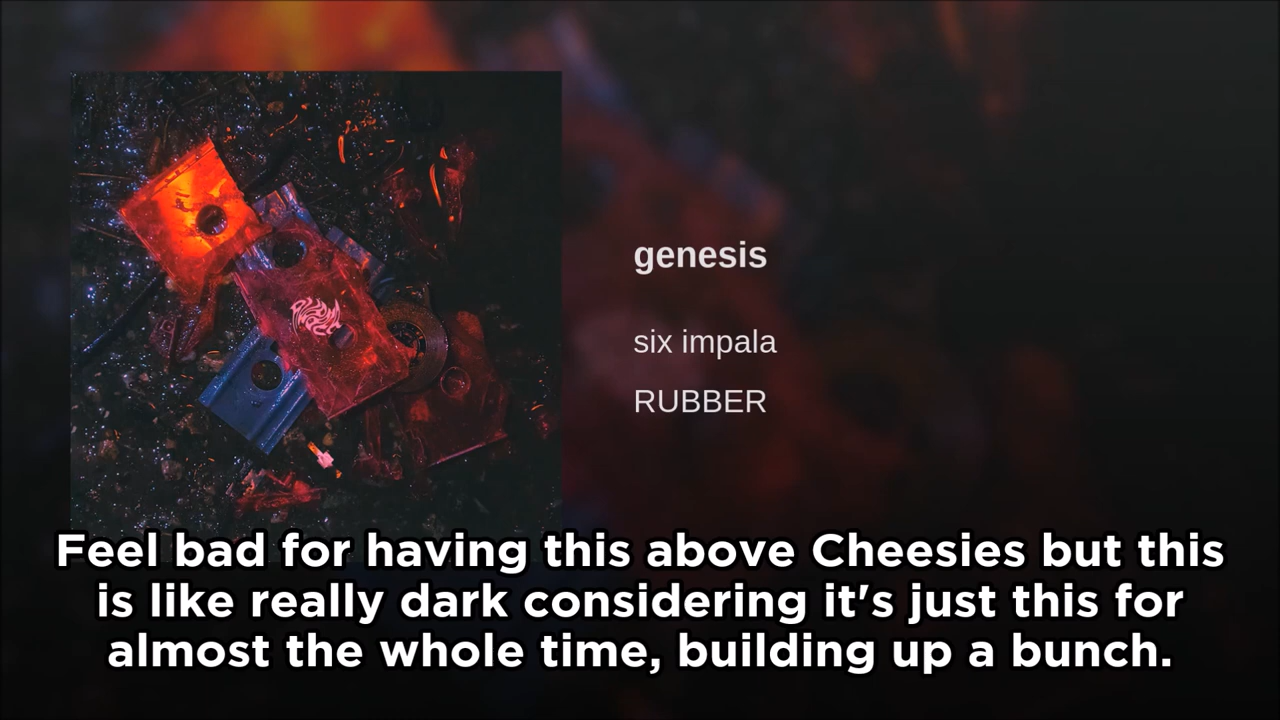 genesis
six impala
RUBBER
Feel bad for having this above Cheesies but this
is like really dark considering it's just this for
almost the whole time, building up a bunch.